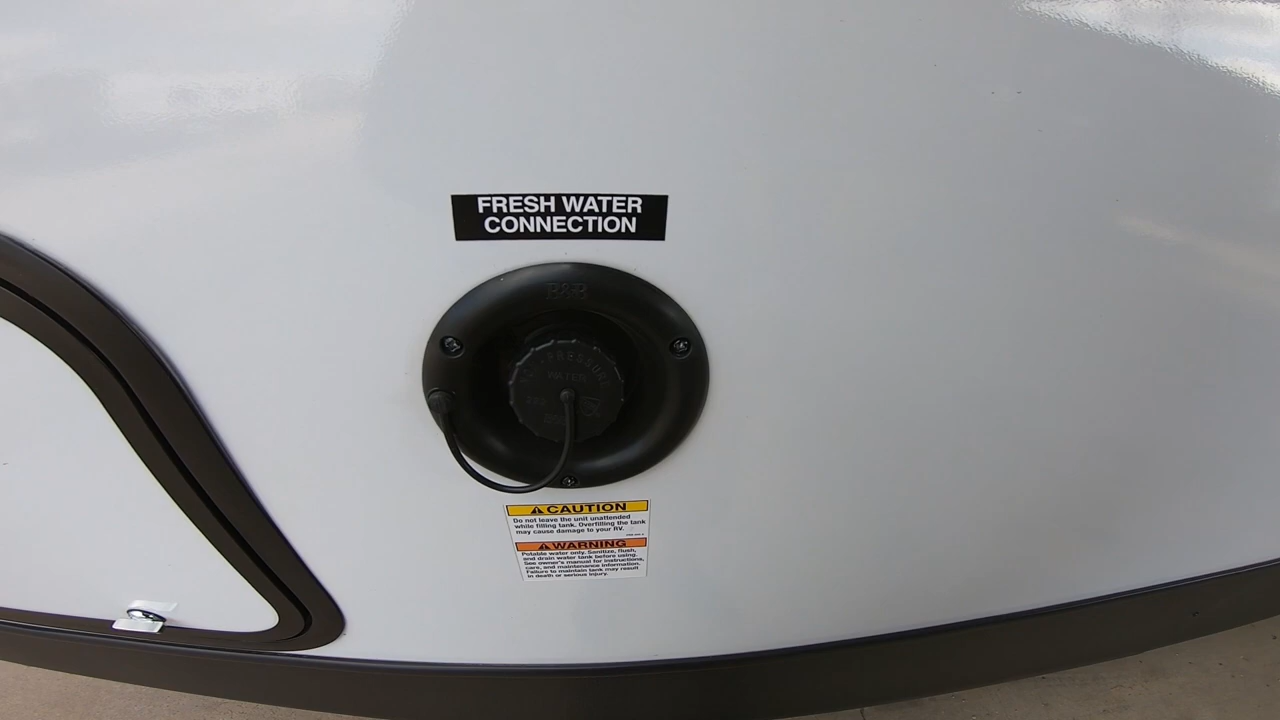 FRESH WATER
CONNECTION
B&B
PRESSURE
WATER
CAUTION
Do not leave the unit unattended
while filling tank. Overfilling the tank
may cause damage to your RV.
WARNING
Potable water only. Sanitize, flush,
and drain water tank before using.
See owner's manual for instructions,
care, and maintenance information.
Failure to maintain tank may result
in death or serious injury.